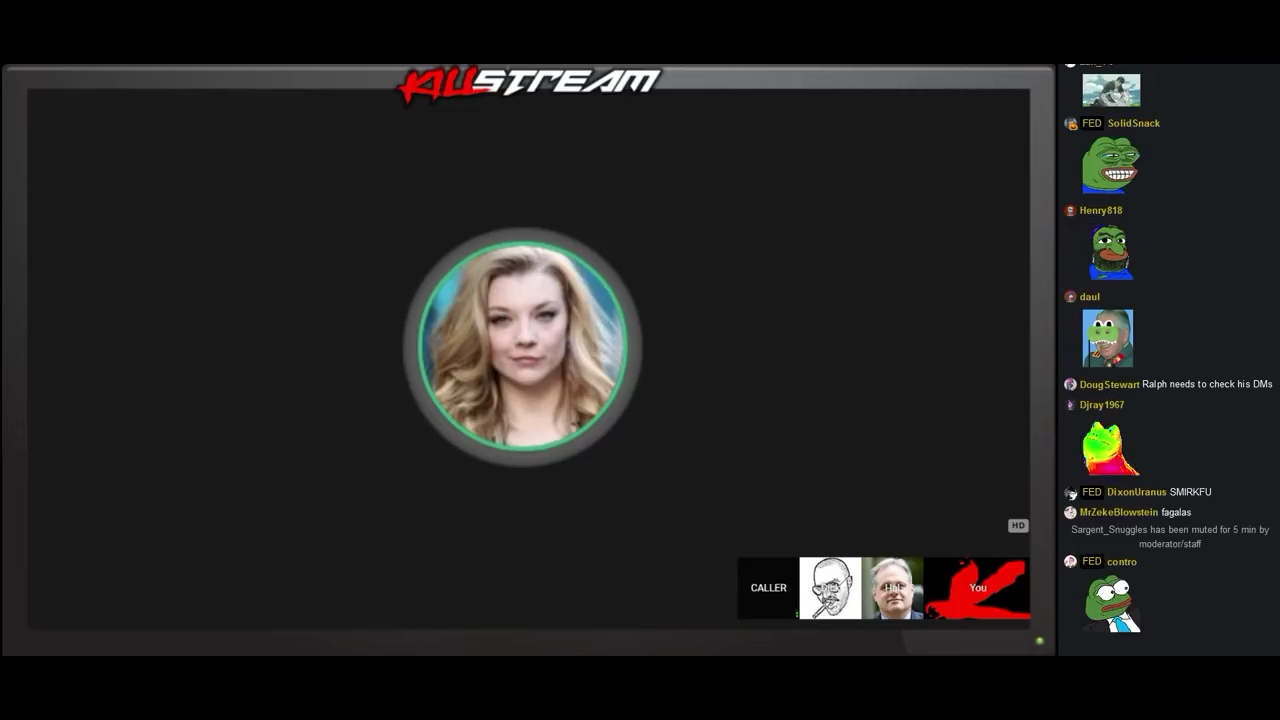 KILLSTREAM
HD
CALLER
You
FED SolidSnack
Henry818
daul
DougStewart Ralph needs to check his DMs
Djray1967
FED DixonUranus SMIRKFU
MrZekeBlowstein fagalas
Sargent_Snuggles has been muted for 5 min by
moderator/staff
FED contro